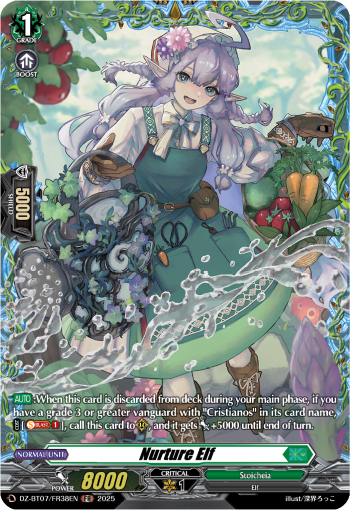 1
GRADE
BOOST
5000
SHIELD
AUTO :When this card is discarded from deck during your main phase, if you
have a grade 3 or greater vanguard with "Cristianos" in its card name,
[ BLAST 1 ], call this card to , and it gets +5000 until end of turn.
NORMAL UNIT
Nurture Elf
POWER 8000
CRITICAL
1
Stoicheia
Elf
DZ-BT07/FR38EN FR 2025
illust/深界ろっこ